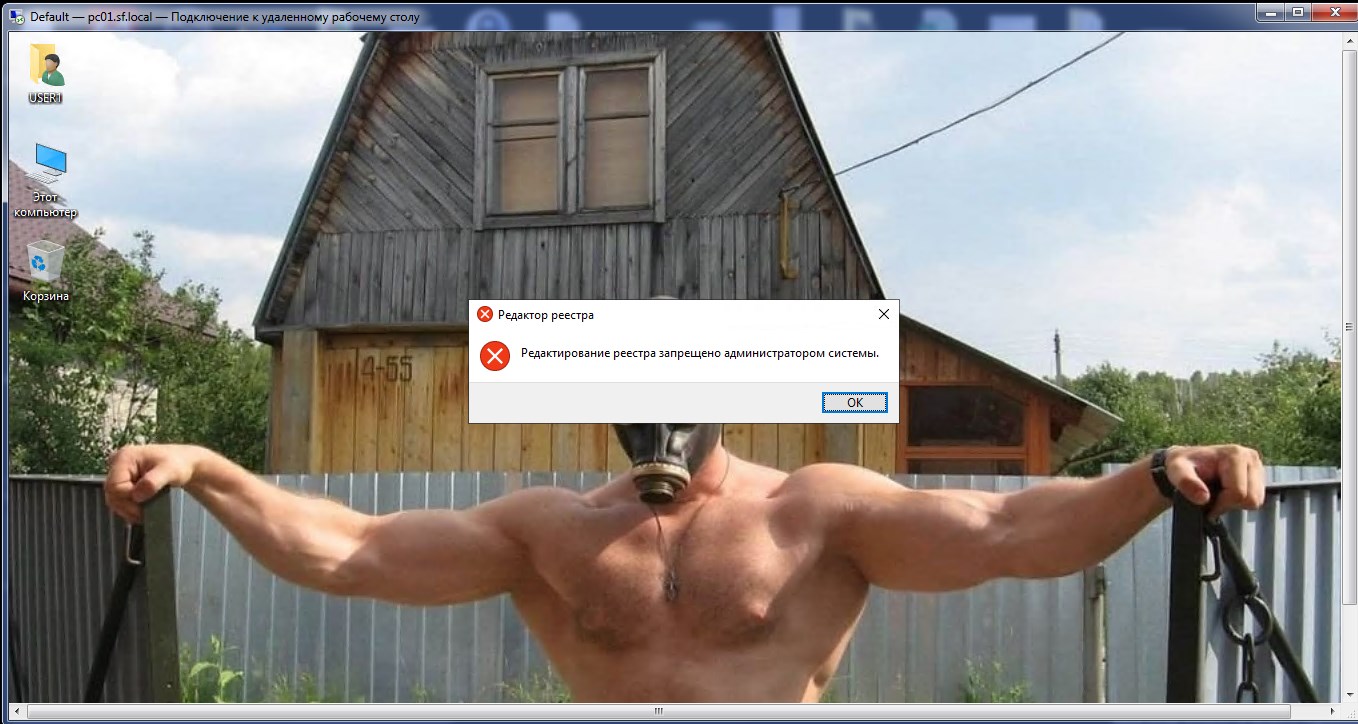 Default — pc01.sf.local — Подключение к удаленному рабочему столу
USER1
Этот
компьютер
Корзина
4-55
Редактор реестра
Редактирование реестра запрещено администратором системы.
OK